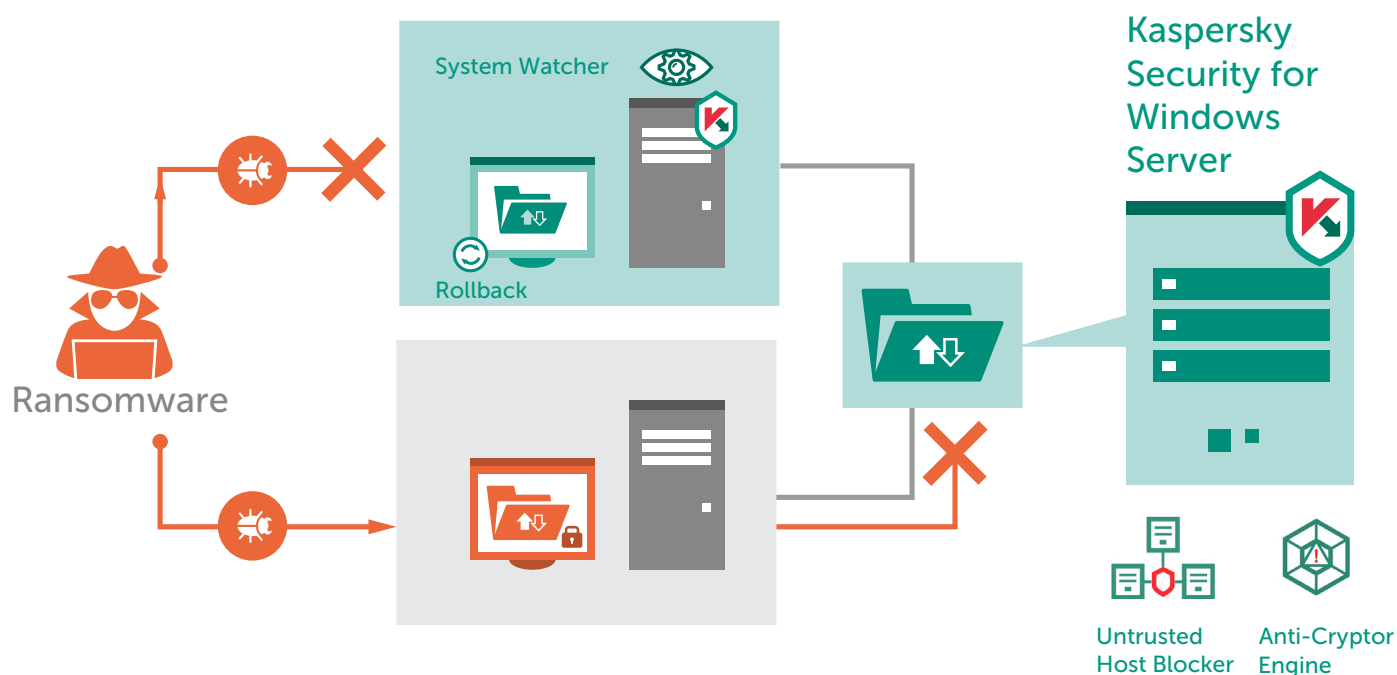 System Watcher
Rollback
Ransomware
Kaspersky
Security for
Windows
Server
Untrusted
Host Blocker
Anti-Cryptor
Engine